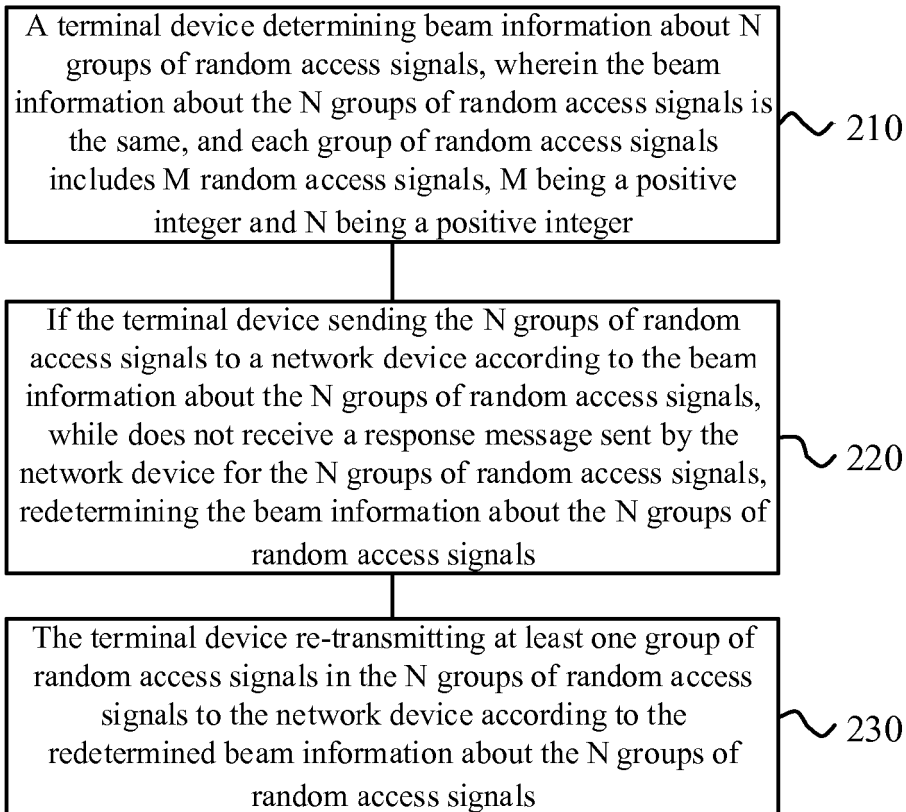 A terminal device determining beam information about N
groups of random access signals, wherein the beam
information about the N groups of random access signals is
the same, and each group of random access signals
includes M random access signals, M being a positive
integer and N being a positive integer
210
If the terminal device sending the N groups of random
access signals to a network device according to the beam
information about the N groups of random access signals,
while does not receive a response message sent by the
network device for the N groups of random access signals,
redetermining the beam information about the N groups of
random access signals
220
The terminal device re-transmitting at least one group of
random access signals in the N groups of random access
signals to the network device according to the
redetermined beam information about the N groups of
random access signals
230